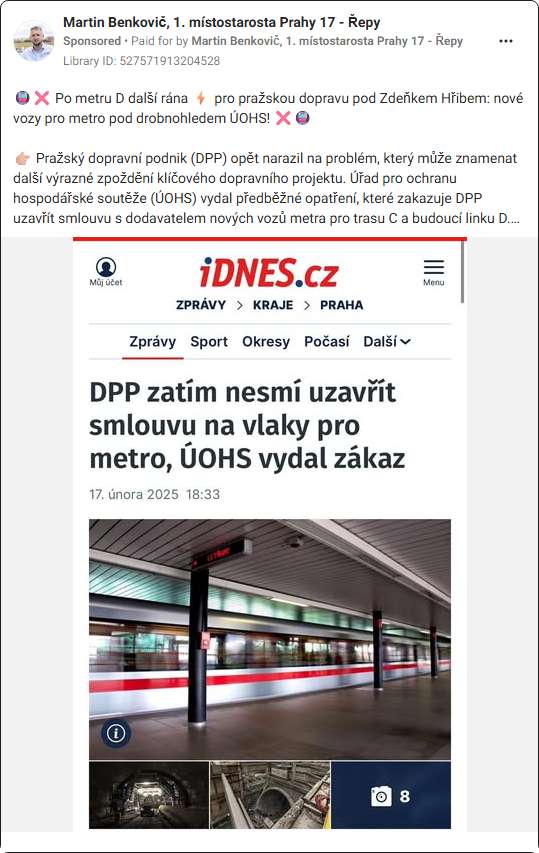 Martin Benkovič, 1. místostarosta Prahy 17 - Řepy
Sponsored • Paid for by Martin Benkovič, 1. místostarosta Prahy 17 - Řepy
Library ID: 527571913204528
🔮❌ Po metru D další rána ⚡ pro pražskou dopravu pod Zdeňkem Hřibem: nové
vozy pro metro pod drobnohledem ÚOHS! ❌🔮
👉🏼 Pražský dopravní podnik (DPP) opět narazil na problém, který může znamenat
další výrazné zpoždění klíčového dopravního projektu. Úřad pro ochranu
hospodářské soutěže (ÚOHS) vydal předběžné opatření, které zakazuje DPP
uzavřít smlouvu s dodavatelem nových vozů metra pro trasu C a budoucí linku D....
Můj účet
iDNES.cz
Menu
ZPRÁVY > KRAJE > PRAHA
Zprávy Sport Okresy Počasí Další
DPP zatím nesmí uzavřít
smlouvu na vlaky pro
metro, ÚOHS vydal zákaz
17. února 2025 18:33
8